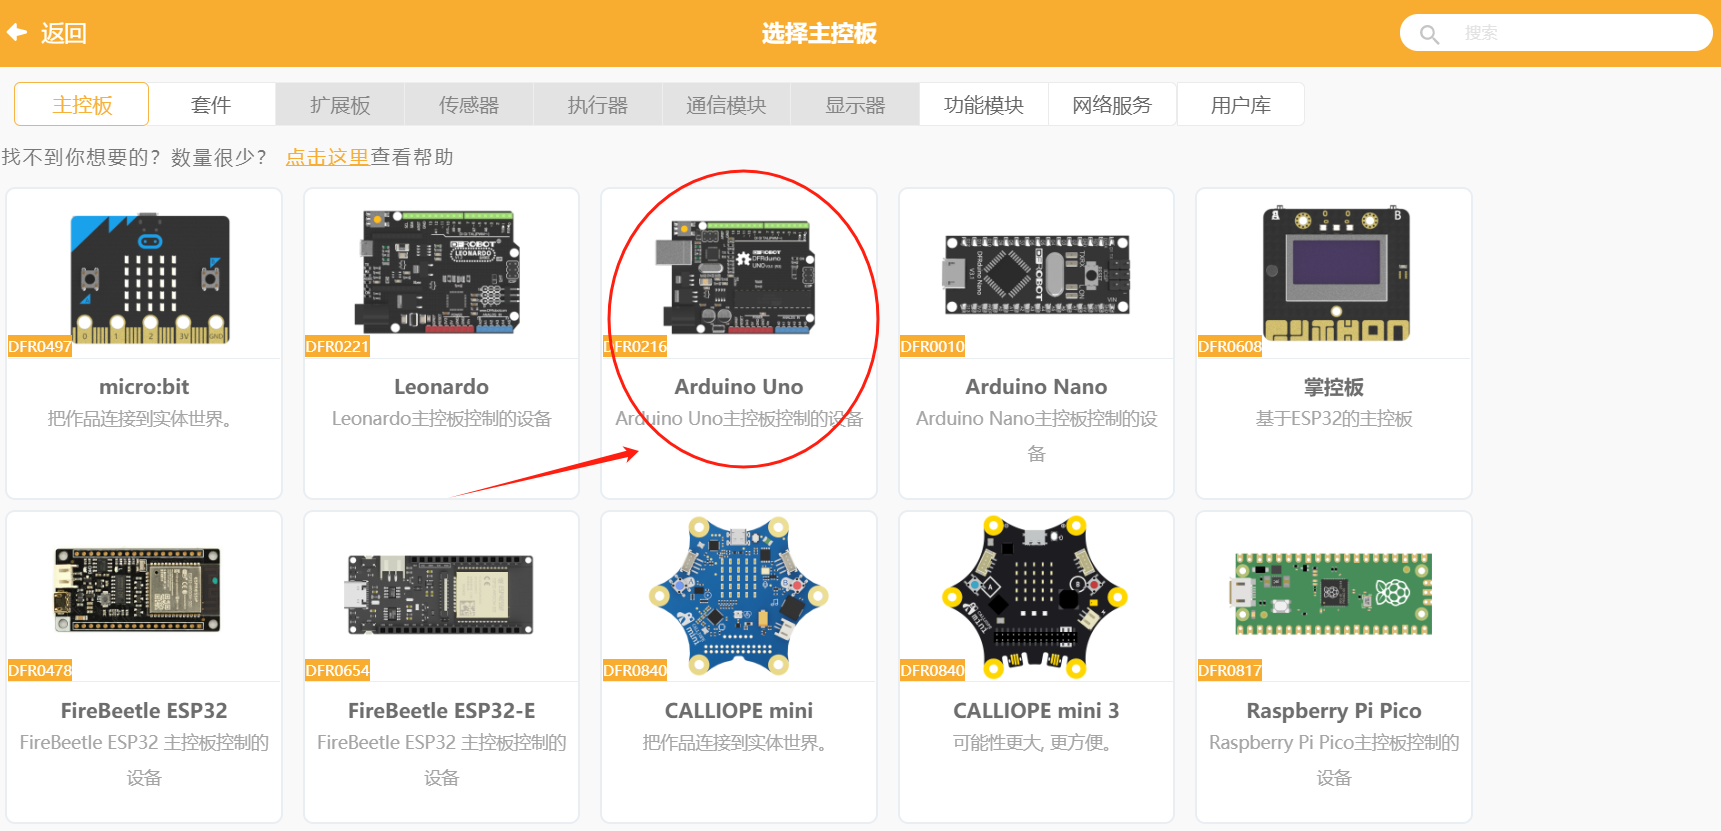 返回
选择主控板
搜索
主控板
套件
扩展板
传感器
执行器
通信模块
显示器
功能模块
网络服务
用户库
找不到你想要的？数量很少？ 点击这里查看帮助
DFR0497
micro:bit
把作品连接到实体世界。
DFR0221
Leonardo
Leonardo主控板控制的设备
DFR0216
Arduino Uno
Arduino Uno主控板控制的设备
DFR0010
Arduino Nano
Arduino Nano主控板控制的设
备
DFR0608
掌控板
基于ESP32的主控板
DFR0478
FireBeetle ESP32
FireBeetle ESP32 主控板控制的
设备
DFR0654
FireBeetle ESP32-E
FireBeetle ESP32 主控板控制的
设备
DFR0840
CALLIOPE mini
把作品连接到实体世界。
DFR0840
CALLIOPE mini 3
可能性更大, 更方便。
DFR0817
Raspberry Pi Pico
Raspberry Pi Pico主控板控制的
设备